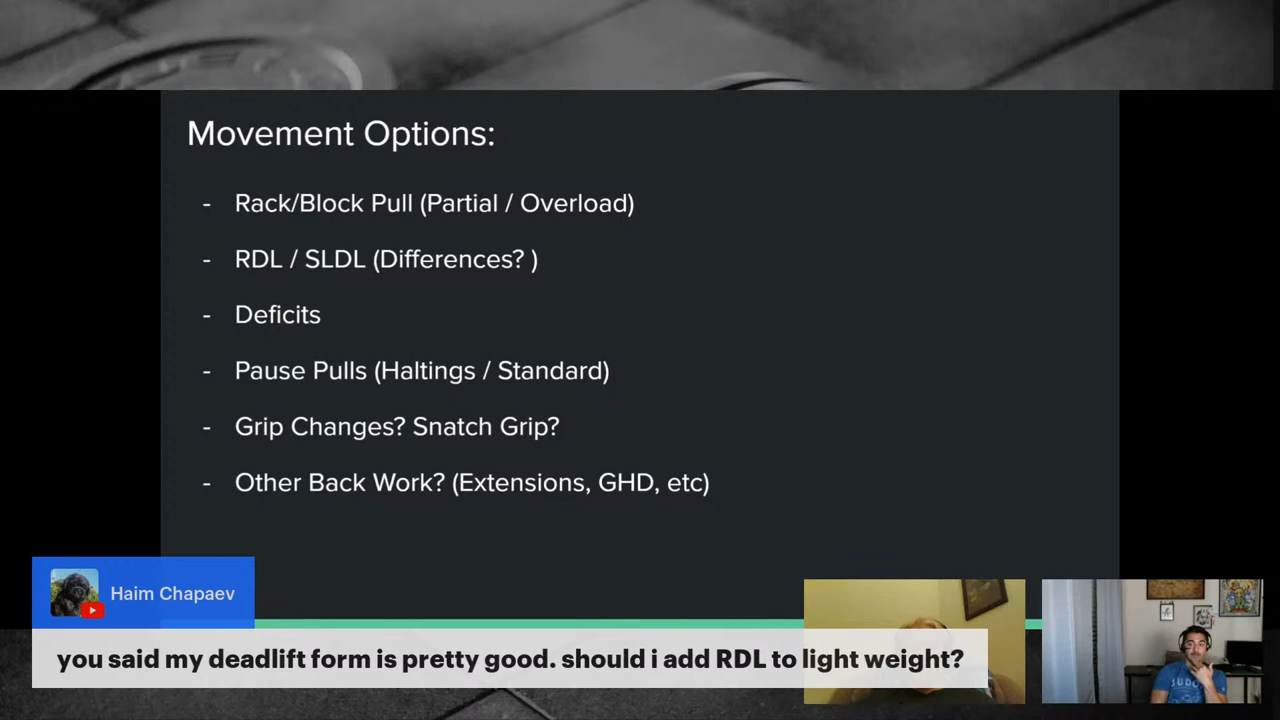 Movement Options:
- Rack/Block Pull (Partial / Overload)
- RDL / SLDL (Differences? )
- Deficits
- Pause Pulls (Haltings / Standard)
- Grip Changes? Snatch Grip?
- Other Back Work? (Extensions, GHD, etc)
Haim Chapaev
you said my deadlift form is pretty good. should i add RDL to light weight?